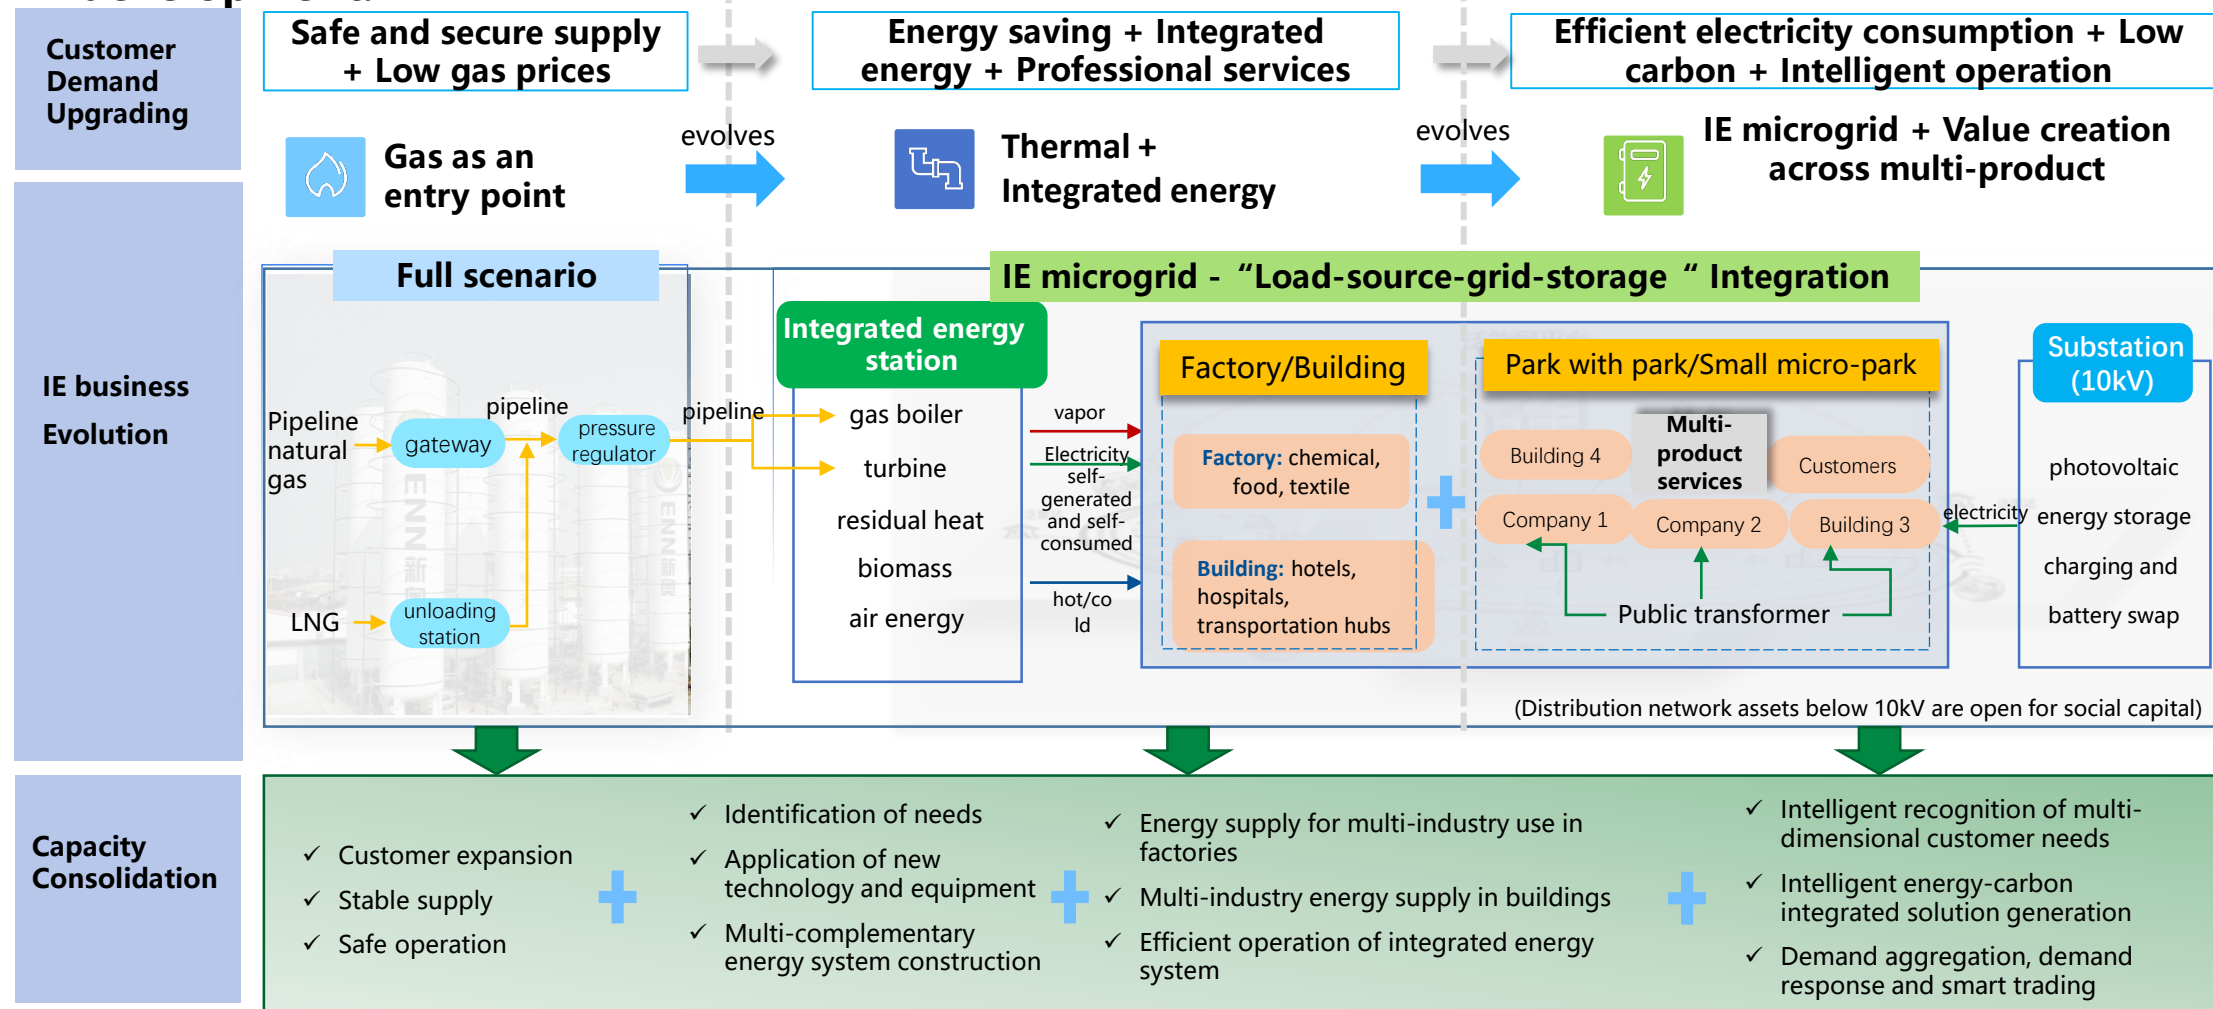 Customer
Demand
Upgrading
Safe and secure supply
+ Low gas prices
Energy saving + Integrated
energy + Professional services
Efficient electricity consumption + Low
carbon + Intelligent operation
Gas as an
entry point
evolves
Thermal +
Integrated energy
evolves
IE microgrid + Value creation
across multi-product
IE business
Evolution
Full scenario
IE microgrid - “Load-source-grid-storage “ Integration
Pipeline
natural
gas
gateway
pipeline
pressure
regulator
pipeline
LNG
unloading
station
ENN新奥
ENN新奥
Integrated energy
station
gas boiler
turbine
residual heat
biomass
air energy
vapor
Electricity
self-
generated
and self-
consumed
hot/co
ld
Factory/Building
Factory: chemical,
food, textile
Building: hotels,
hospitals,
transportation hubs
Park with park/Small micro-park
Building 4
Multi-
product
services
Customers
Company 1
Company 2
Building 3
Public transformer
electricity
Substation
(10kV)
photovoltaic
energy storage
charging and
battery swap
(Distribution network assets below 10kV are open for social capital)
Capacity
Consolidation
✓ Customer expansion
✓ Stable supply
✓ Safe operation
✓ Identification of needs
✓ Application of new
technology and equipment
✓ Multi-complementary
energy system construction
✓ Energy supply for multi-industry use in
factories
✓ Multi-industry energy supply in buildings
✓ Efficient operation of integrated energy
system
✓ Intelligent recognition of multi-
dimensional customer needs
✓ Intelligent energy-carbon
integrated solution generation
✓ Demand aggregation, demand
response and smart trading